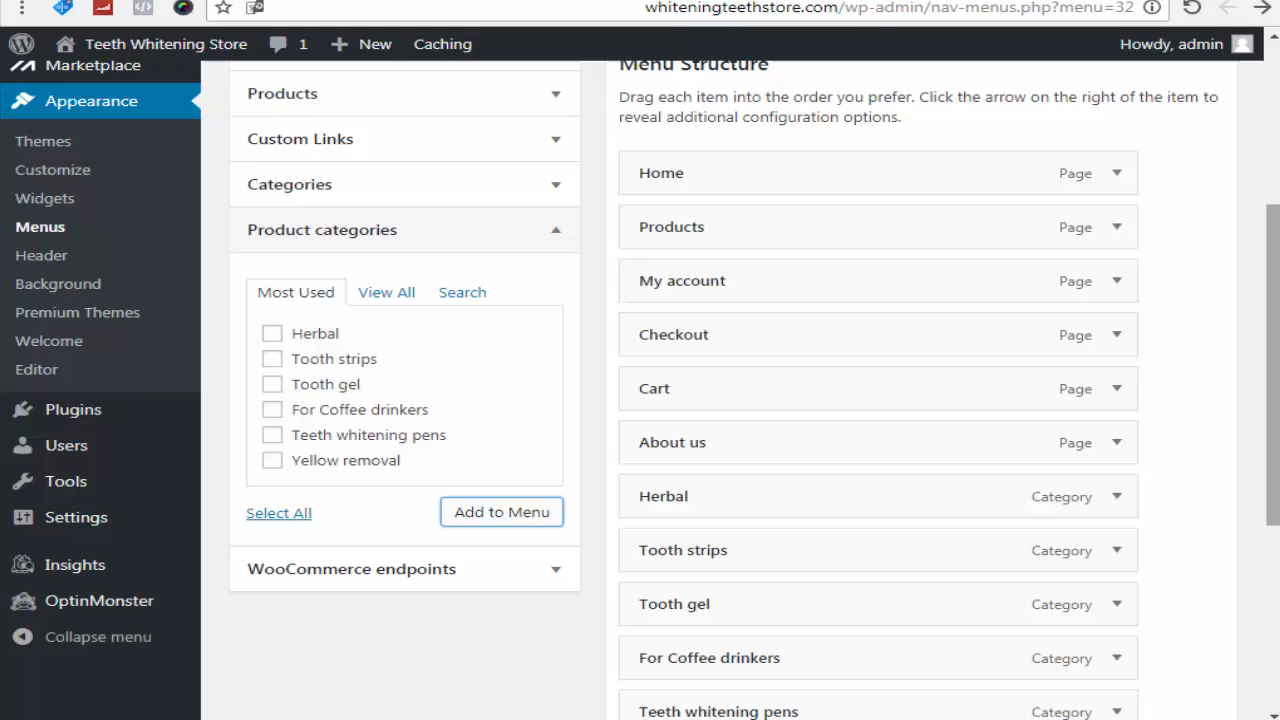 whiteningteethstore.com/wp-admin/nav-menus.php?menu=32
Teeth Whitening Store
1
New
Caching
Howdy, admin
Marketplace
Appearance
Themes
Customize
Widgets
Menus
Header
Background
Premium Themes
Welcome
Editor
Plugins
Users
Tools
Settings
Insights
OptinMonster
Collapse menu
Products
Custom Links
Categories
Product categories
Most Used
View All
Search
Herbal
Tooth strips
Tooth gel
For Coffee drinkers
Teeth whitening pens
Yellow removal
Select All
Add to Menu
WooCommerce endpoints
Menu Structure
Drag each item into the order you prefer. Click the arrow on the right of the item to
reveal additional configuration options.
Home Page
Products Page
My account Page
Checkout Page
Cart Page
About us Page
Herbal Category
Tooth strips Category
Tooth gel Category
For Coffee drinkers Category
Teeth whitening pens Category